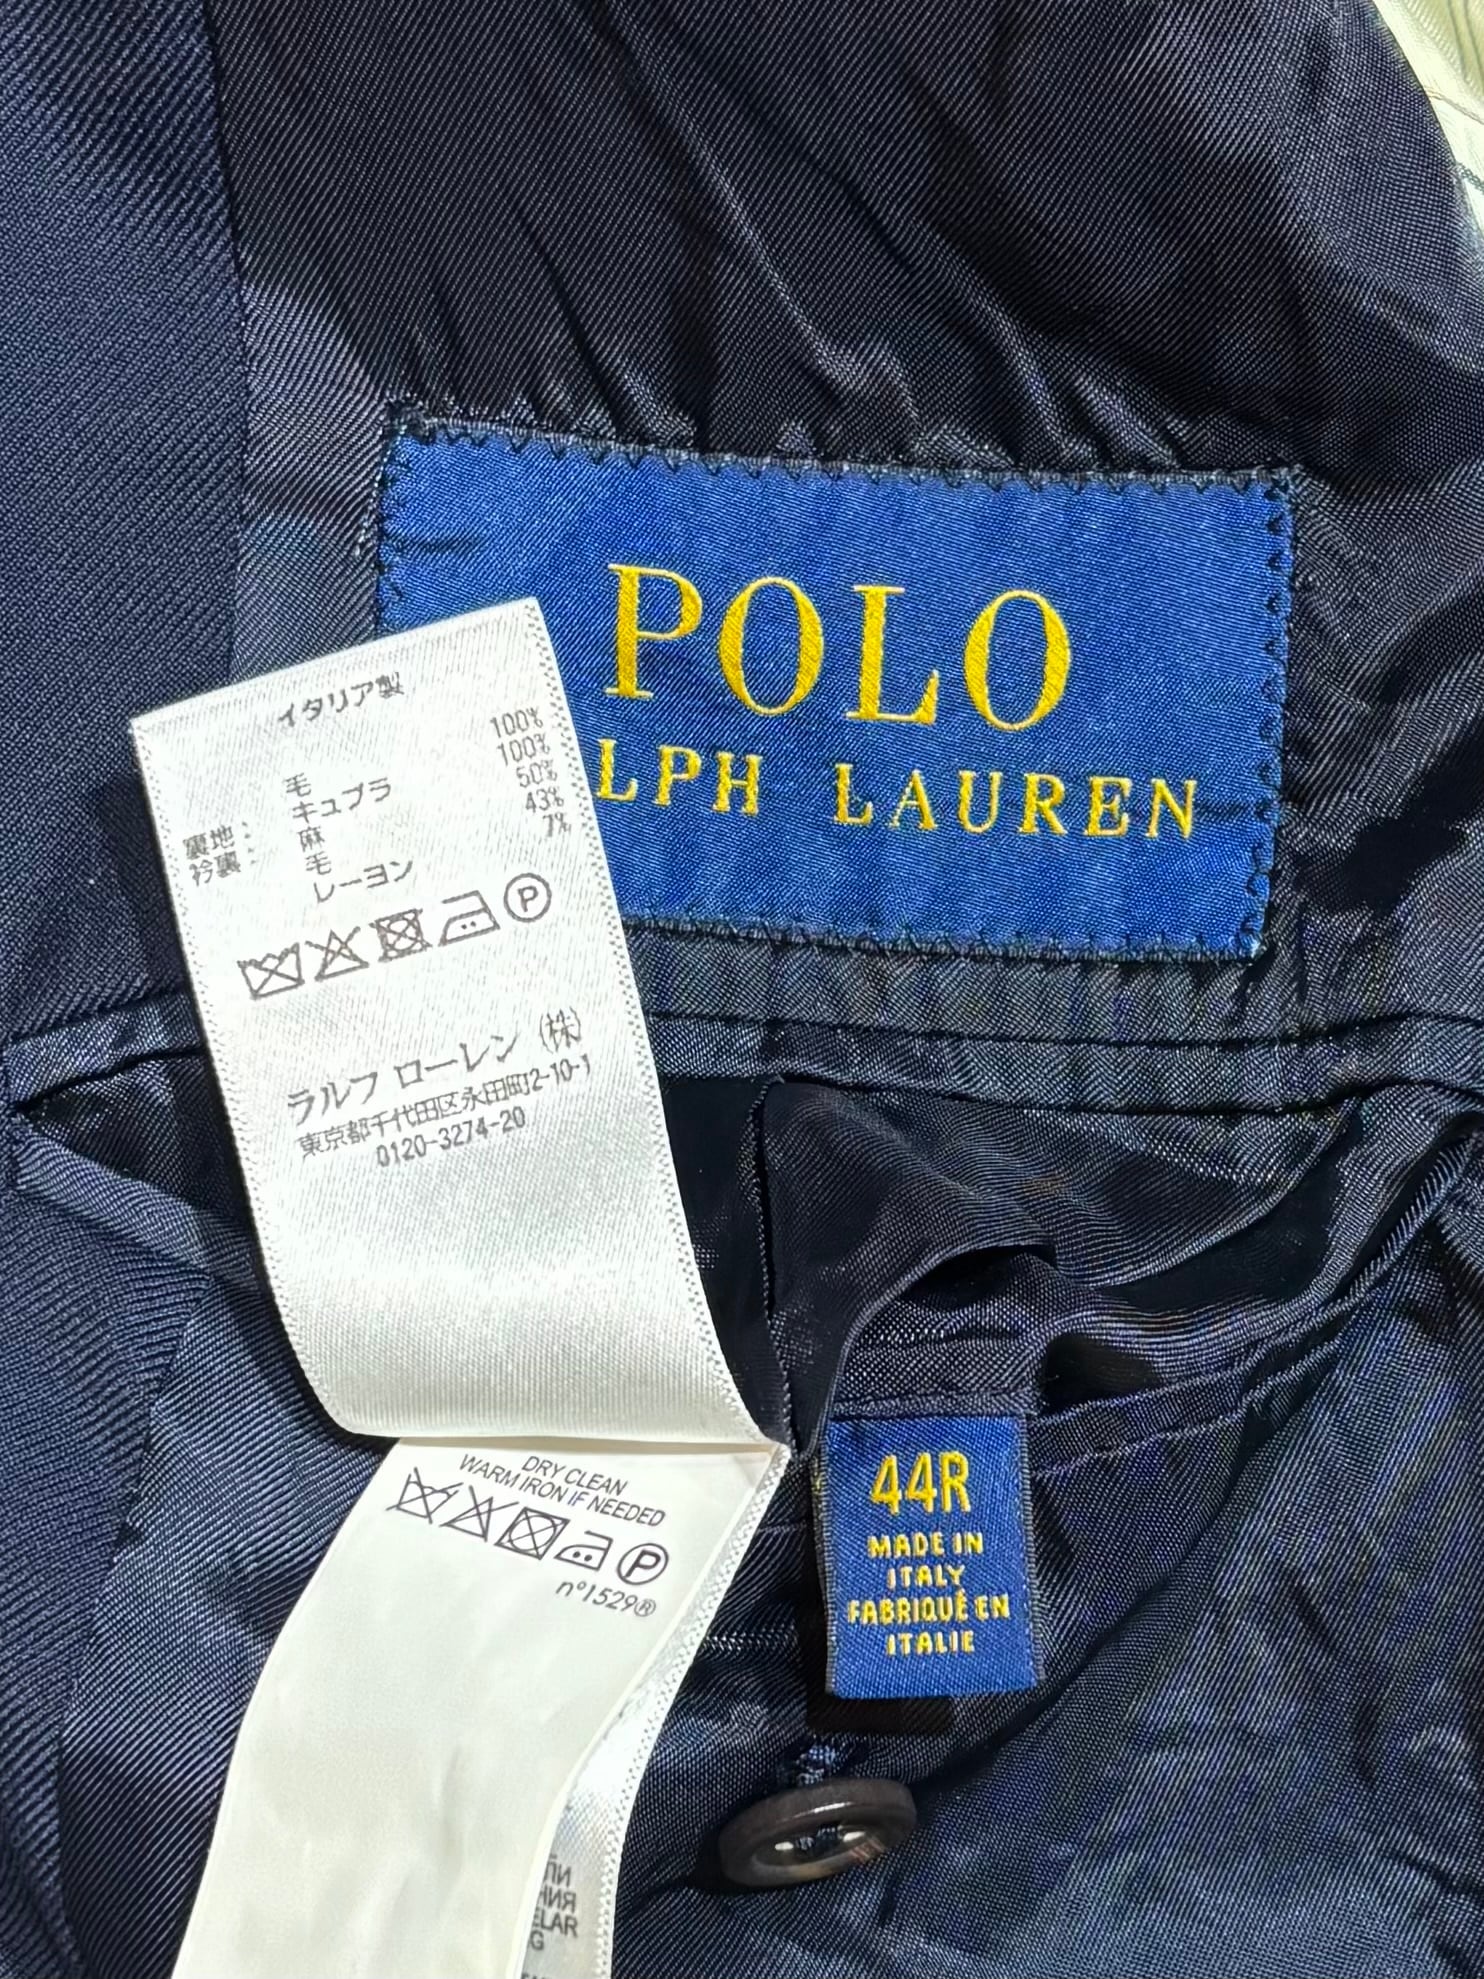 POLO
LPH LAUREN
イタリア製
毛 100%
裏地： キュプラ 100%
衿裏： 麻 50%
毛 43%
レーヨン 7%
P
ラルフ ローレン (株)
東京都千代田区永田町2-10-1
0120-3274-20
DRY CLEAN
WARM IRON IF NEEDED
P
n°1529®
44R
MADE IN
ITALY
FABRIQUÉ EN
ITALIE
ELAR